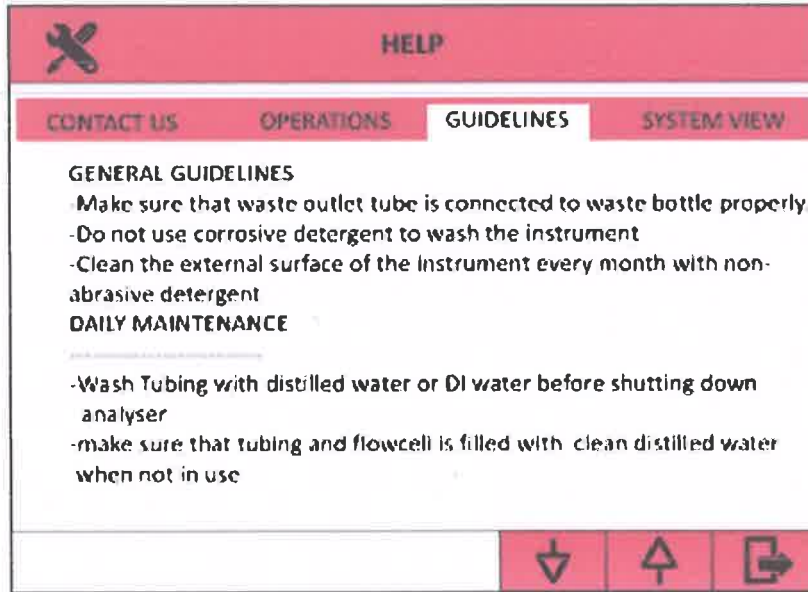 HELP
CONTACT US OPERATIONS GUIDELINES SYSTEM VIEW
GENERAL GUIDELINES
-Make sure that waste outlet tube is connected to waste bottle properly
-Do not use corrosive detergent to wash the instrument
-Clean the external surface of the instrument every month with non-
abrasive detergent
DAILY MAINTENANCE
--------------------
-Wash Tubing with distilled water or DI water before shutting down
analyser
-make sure that tubing and flowcell is filled with clean distilled water
when not in use